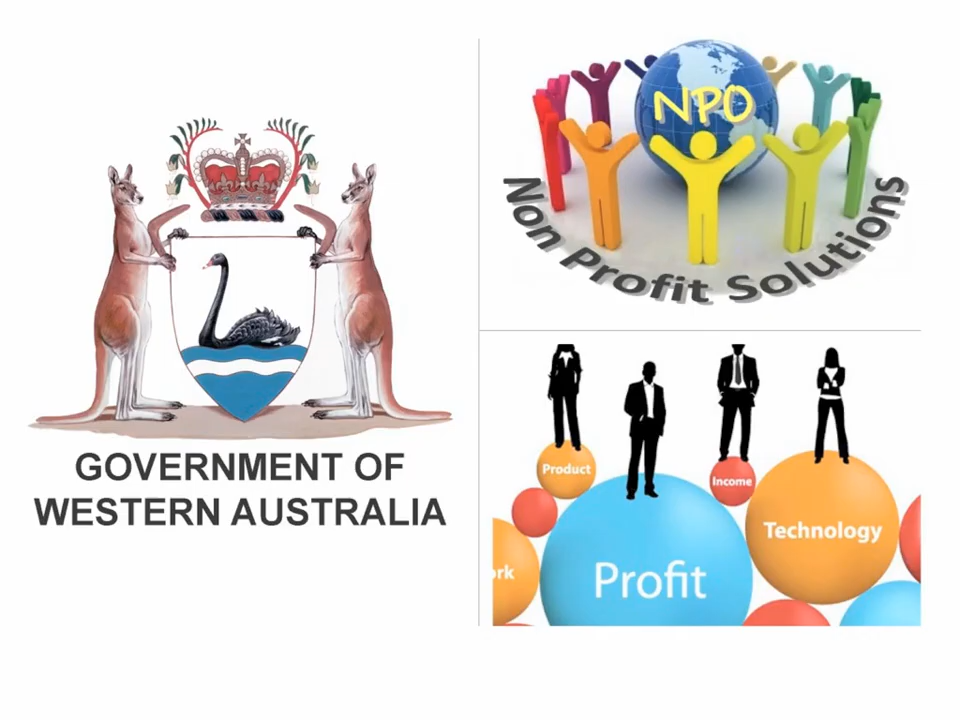 GOVERNMENT OF
WESTERN AUSTRALIA
NPO
Non Profit Solutions
Product
Income
Technology
rk
Profit